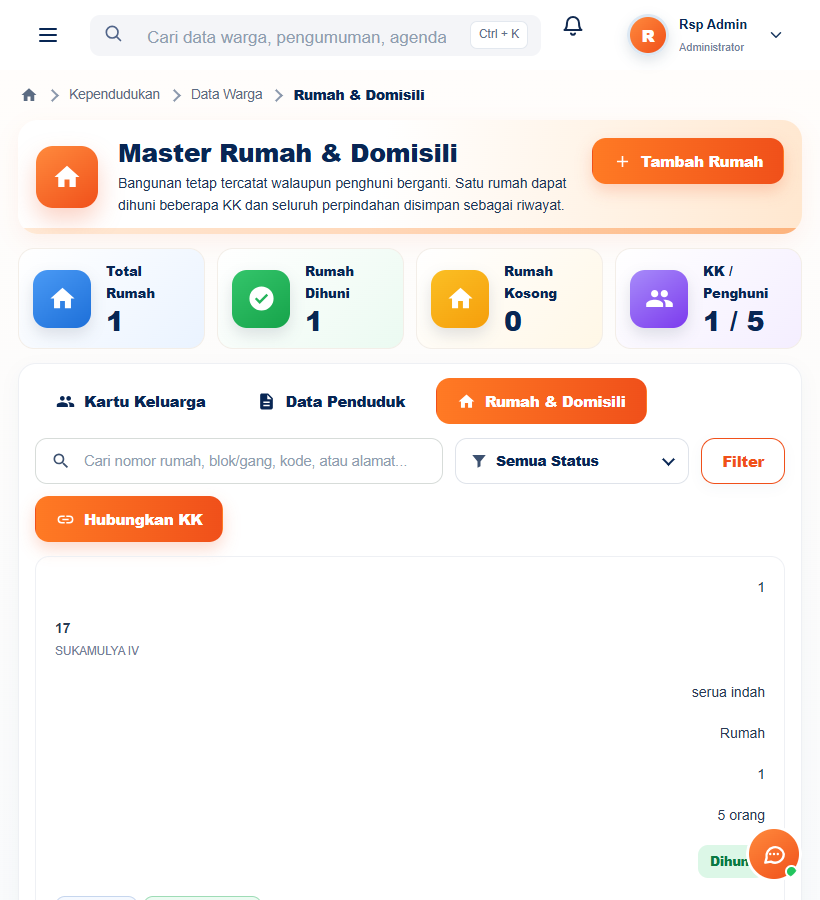 Cari data warga, pengumuman, agenda
Ctrl + K
R
Rsp Admin
Administrator
Kependudukan
Data Warga
Rumah & Domisili
Master Rumah & Domisili
Bangunan tetap tercatat walaupun penghuni berganti. Satu rumah dapat
dihuni beberapa KK dan seluruh perpindahan disimpan sebagai riwayat.
+ Tambah Rumah
Total
Rumah
1
Rumah
Dihuni
1
Rumah
Kosong
0
KK /
Penghuni
1 / 5
Kartu Keluarga
Data Penduduk
Rumah & Domisili
Cari nomor rumah, blok/gang, kode, atau alamat...
Semua Status
Filter
Hubungkan KK
1
17
SUKAMULYA IV
serua indah
Rumah
1
5 orang